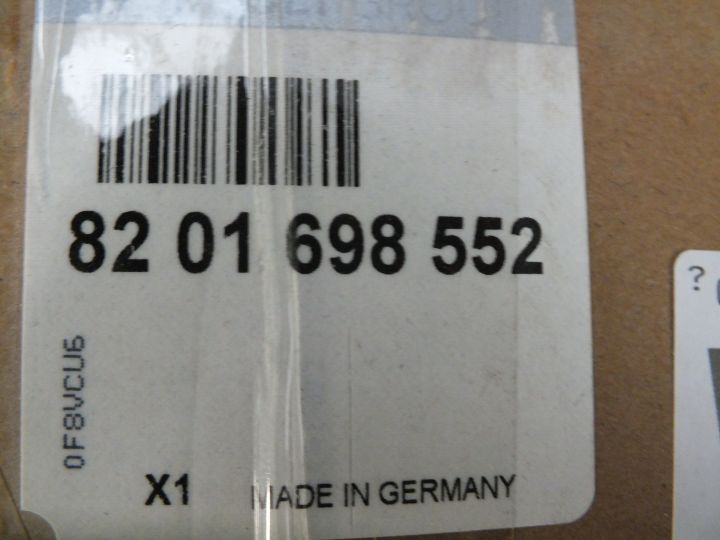 82 01 698 552
0F8VCU6
X1 MADE IN GERMANY
?